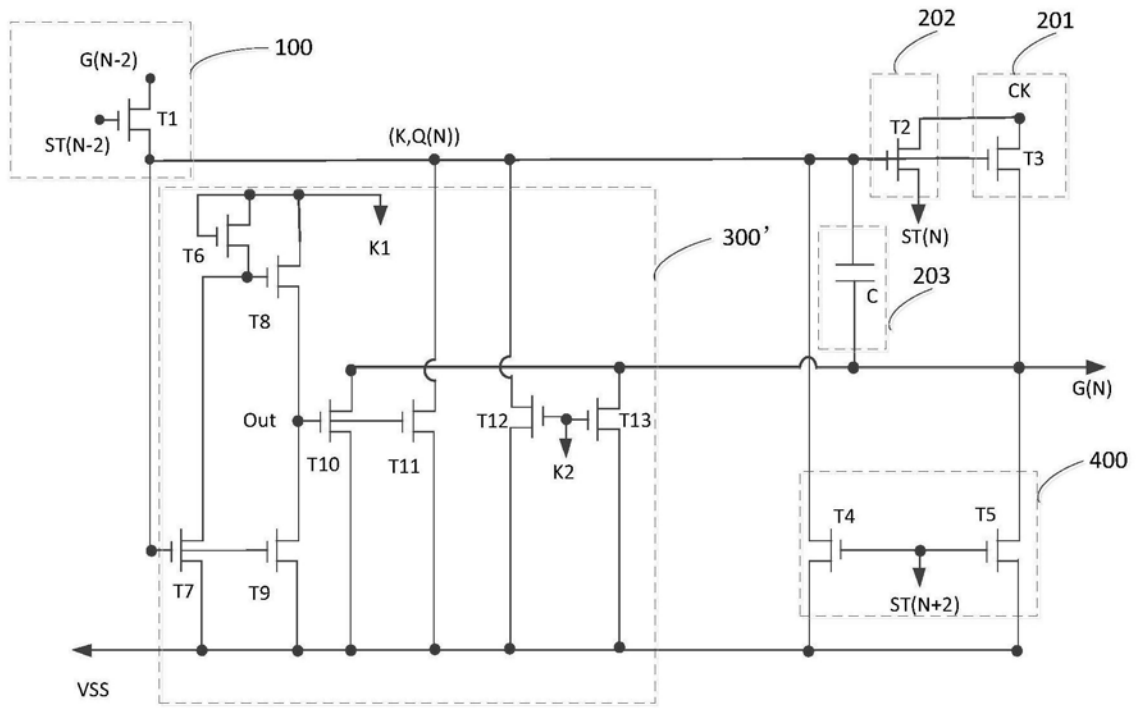 202
201
100
G(N-2)
T1
ST(N-2)
(K,Q(N))
CK
T2
T3
ST(N)
T6
K1
300’
T8
C
203
G(N)
Out
T10
T11
T12
K2
T13
400
T4
T5
T7
T9
ST(N+2)
VSS